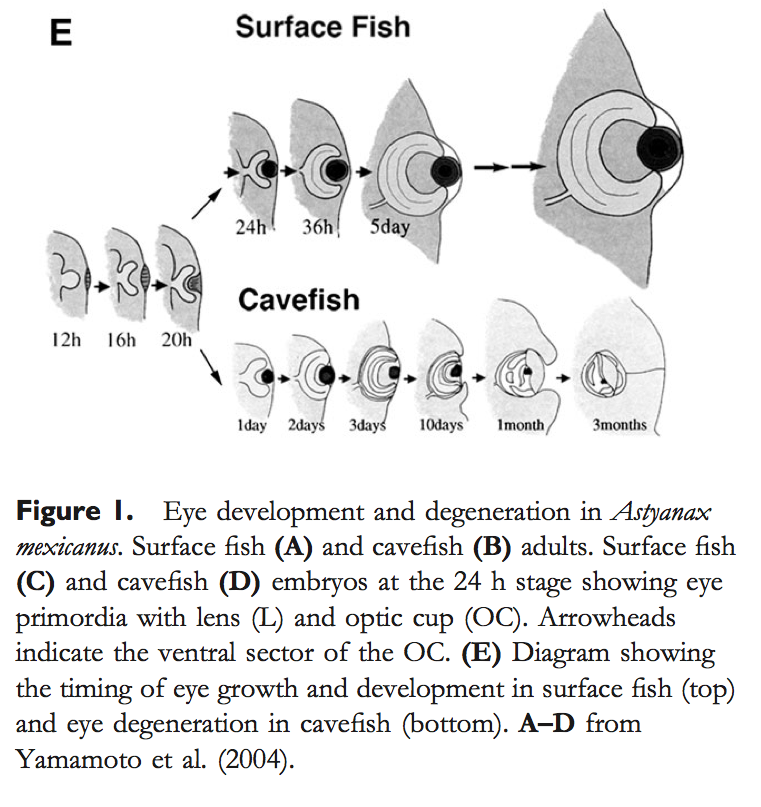 E
Surface Fish
24h 36h 5day
12h 16h 20h
Cavefish
1day 2days 3days 10days 1month 3months
Figure 1. Eye development and degeneration in Astyanax
mexicanus. Surface fish (A) and cavefish (B) adults. Surface fish
(C) and cavefish (D) embryos at the 24 h stage showing eye
primordia with lens (L) and optic cup (OC). Arrowheads
indicate the ventral sector of the OC. (E) Diagram showing
the timing of eye growth and development in surface fish (top)
and eye degeneration in cavefish (bottom). A–D from
Yamamoto et al. (2004).